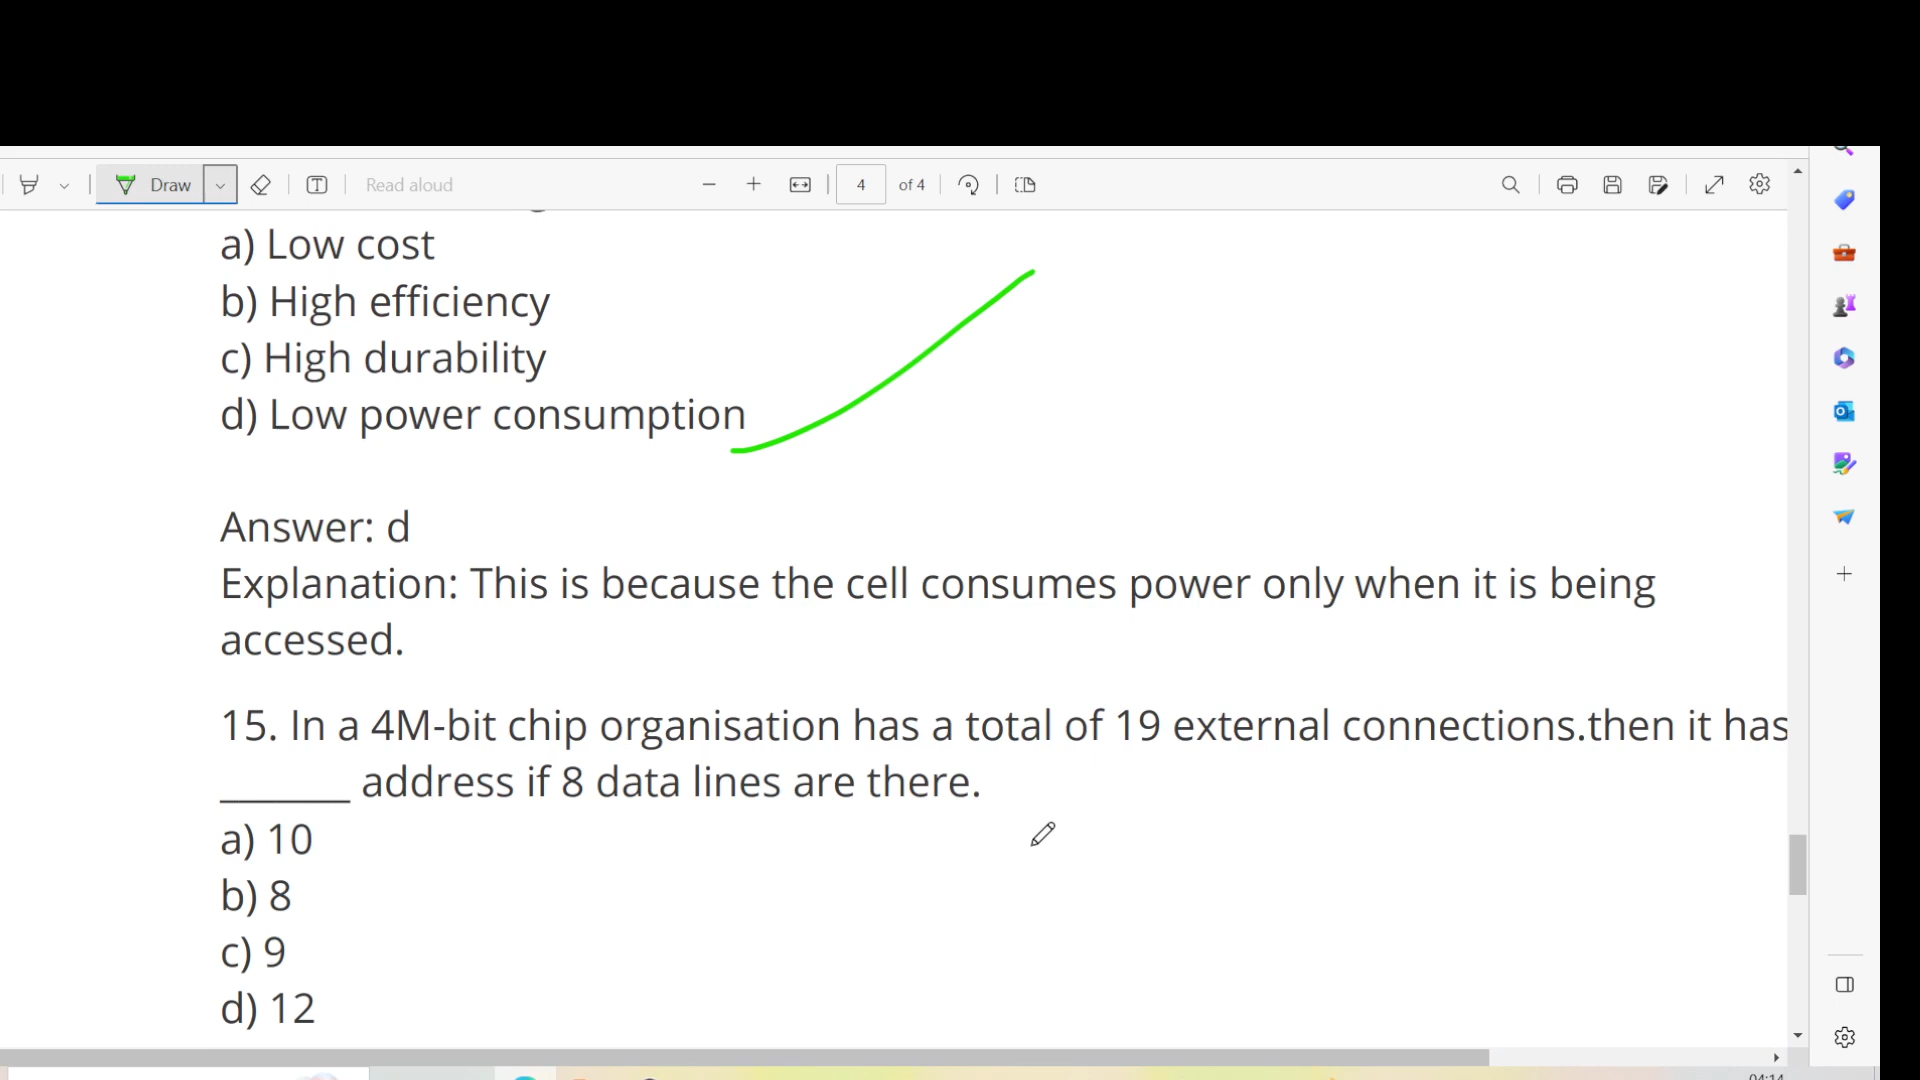 Draw
Read aloud
4
of 4
a) Low cost
b) High efficiency
c) High durability
d) Low power consumption
Answer: d
Explanation: This is because the cell consumes power only when it is being
accessed.
15. In a 4M-bit chip organisation has a total of 19 external connections.then it has
______ address if 8 data lines are there.
a) 10
b) 8
c) 9
d) 12